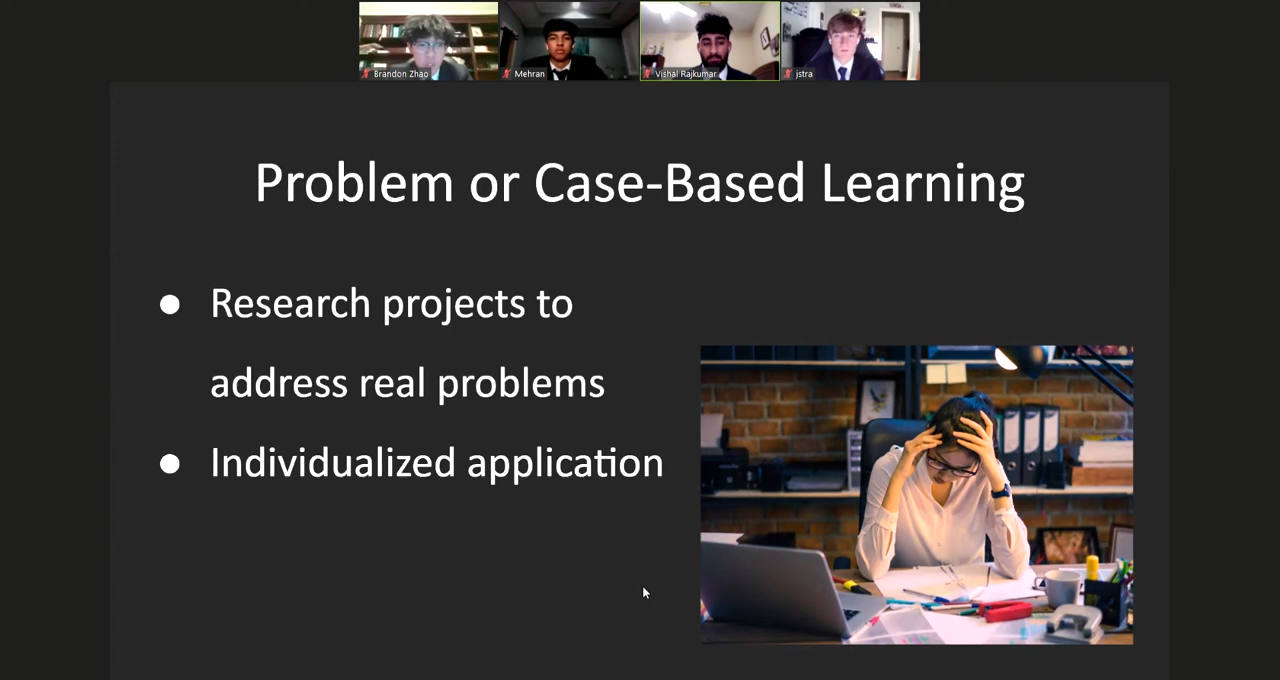 Brandon Zhao
Mehran
Vishal Rajkumar
jstra
Problem or Case-Based Learning
● Research projects to
address real problems
● Individualized application